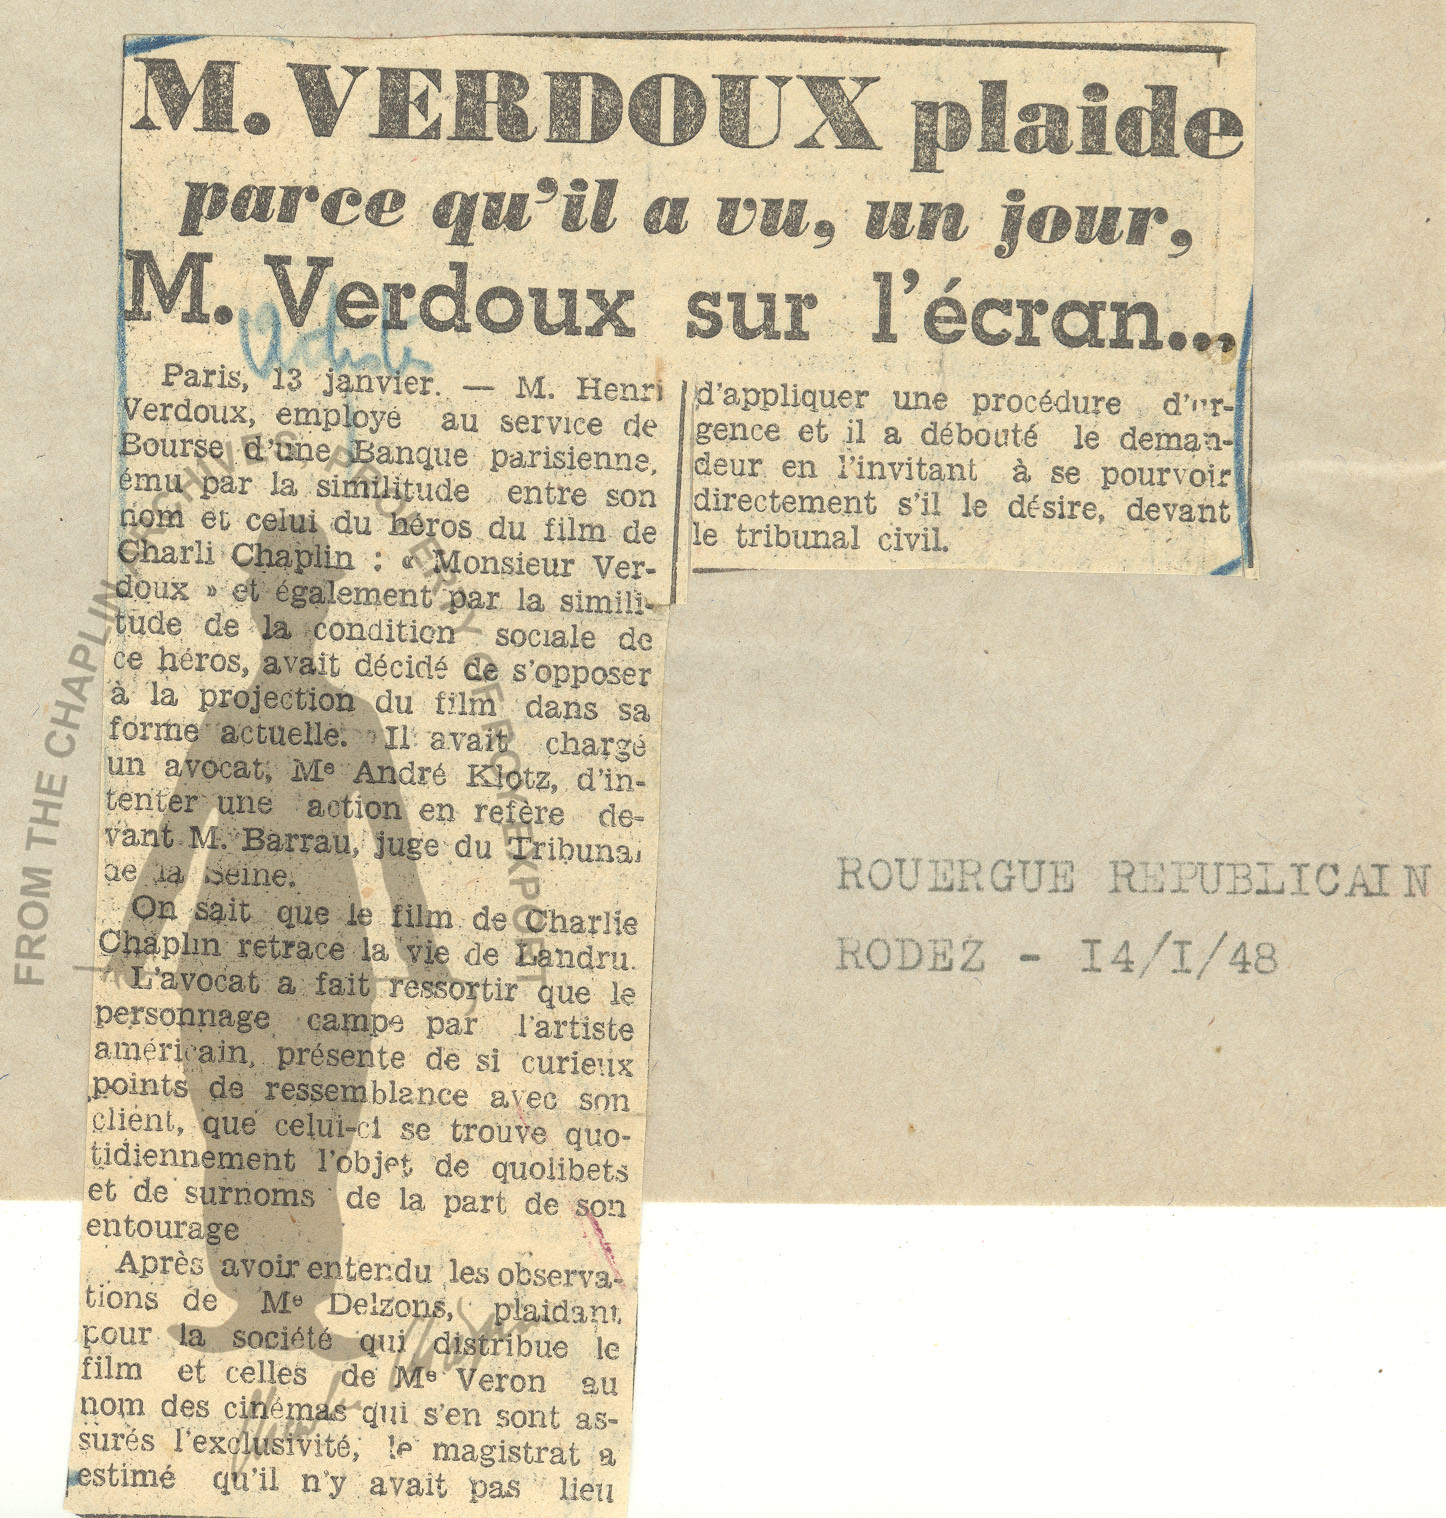 M. VERDOUX plaide
parce qu'il a vu, un jour,
M. Verdoux sur l'écran...
Paris, 13 janvier. — M. Henri
Verdoux, employé au service de
Bourse d'une Banque parisienne,
ému par la similitude entre son
nom et celui du héros du film de
Charli Chaplin : « Monsieur Ver-
doux » et également par la simili-
tude de la condition sociale de
ce héros, avait décidé de s'opposer
à la projection du film dans sa
forme actuelle. Il avait chargé
un avocat, Me André Klotz, d'in-
tenter une action en refère de-
vant M. Barrau, juge du Tribunal
de la Seine.
On sait que le film de Charlie
Chaplin retrace la vie de Landru.
L'avocat a fait ressortir que le
personnage campe par l'artiste
américain, présente de si curieux
points de ressemblance avec son
client, que celui-ci se trouve quo-
tidiennement l'objet de quolibets
et de surnoms de la part de son
entourage
Après avoir entendu les observa-
tions de Me Delzons, plaidant
pour la société qui distribue le
film et celles de Me Veron au
nom des cinémas qui s'en sont as-
surés l'exclusivité, le magistrat a
estimé qu'il n'y avait pas lieu
d'appliquer une procédure d'ur-
gence et il a débouté le deman-
deur en l'invitant à se pourvoir
directement s'il le désire, devant
le tribunal civil.
ROUERGUE REPUBLICAIN
RODEZ - I4/I/48
FROM THE CHAPLIN ARCHIVES, PROPERTY OF ROY EXPORT
Charlie Chaplin